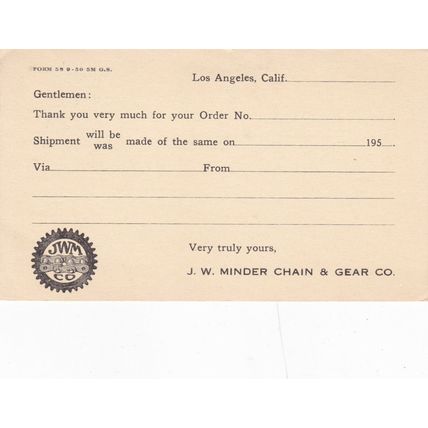 FORM 58 9-50 5M G.S.
Los Angeles, Calif.
Gentlemen:
Thank you very much for your Order No.
Shipment will be was made of the same on 195
Via From
JWM
CO
Very truly yours,
J. W. MINDER CHAIN & GEAR CO.